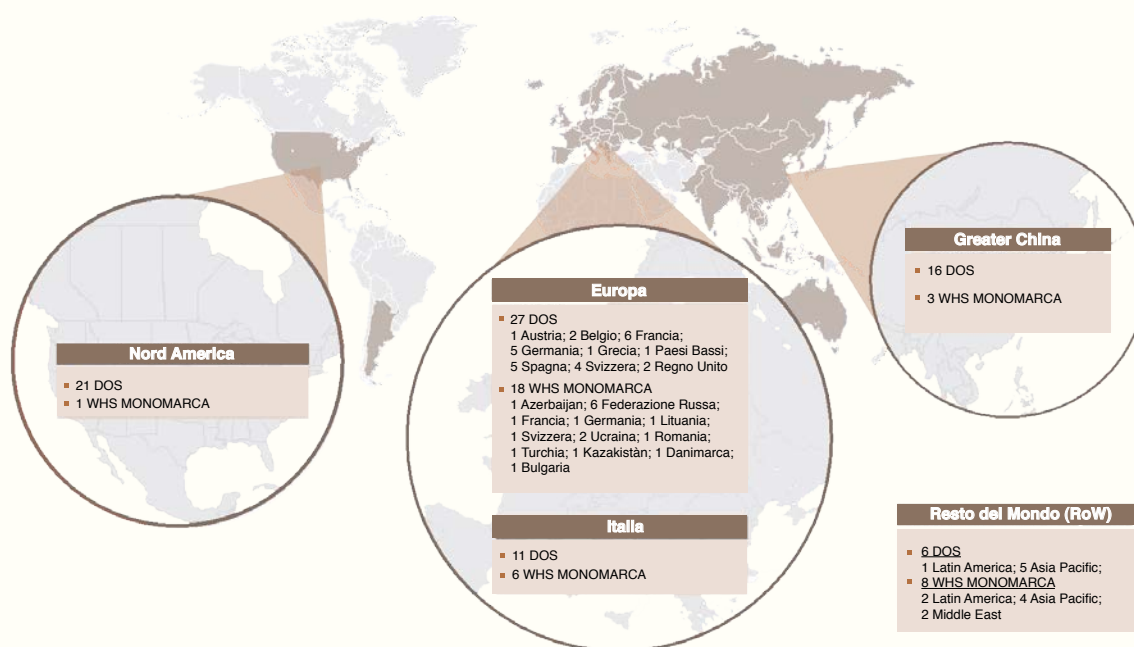 Nord America
21 DOS
1 WHS MONOMARCA
Europa
27 DOS
1 Austria; 2 Belgio; 6 Francia;
5 Germania; 1 Grecia; 1 Paesi Bassi;
5 Spagna; 4 Svizzera; 2 Regno Unito
18 WHS MONOMARCA
1 Azerbaijan; 6 Federazione Russa;
1 Francia; 1 Germania; 1 Lituania;
1 Svizzera; 2 Ucraina; 1 Romania;
1 Turchia; 1 Kazakistàn; 1 Danimarca;
1 Bulgaria
Italia
11 DOS
6 WHS MONOMARCA
Greater China
16 DOS
3 WHS MONOMARCA
Resto del Mondo (RoW)
6 DOS
1 Latin America; 5 Asia Pacific;
8 WHS MONOMARCA
2 Latin America; 4 Asia Pacific;
2 Middle East